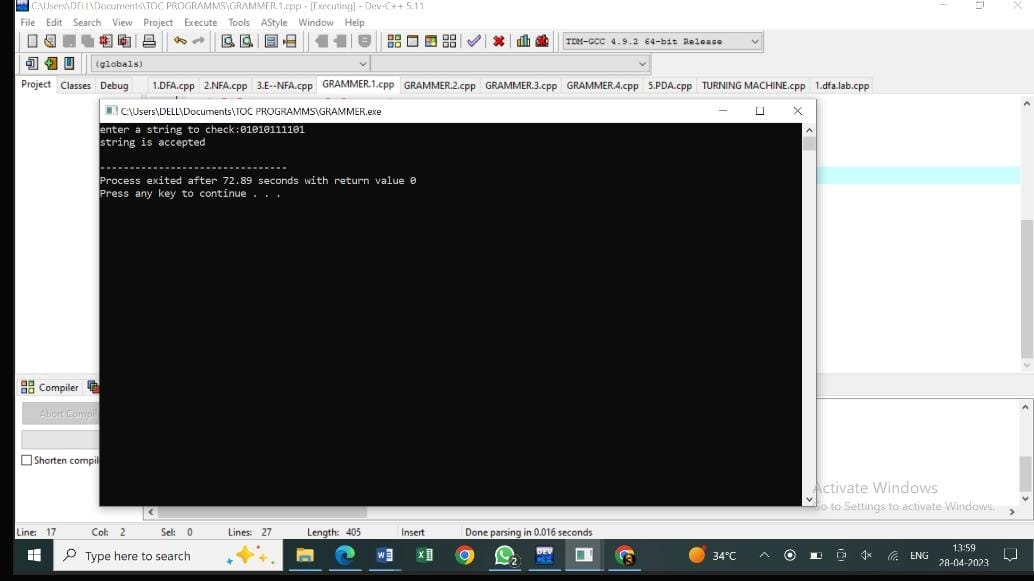 C:\Users\DELL\Documents\TOC PROGRAMMS\GRAMMER.1.cpp - [Executing] - Dev-C++ 5.11
File Edit Search View Project Execute Tools AStyle Window Help
TDM-GCC 4.9.2 64-bit Release
(globals)
Project Classes Debug 1.DFA.cpp 2.NFA.cpp 3.E--NFA.cpp GRAMMER.1.cpp GRAMMER.2.cpp GRAMMER.3.cpp GRAMMER.4.cpp 5.PDA.cpp TURNING MACHINE.cpp 1.dfa.lab.cpp
C:\Users\DELL\Documents\TOC PROGRAMMS\GRAMMER.exe
enter a string to check:01010111101
string is accepted
--------------------------------
Process exited after 72.89 seconds with return value 0
Press any key to continue . . .
Compiler
Abort Compil
Shorten compil
Activate Windows
Go to Settings to activate Windows.
Line: 17 Col: 2 Sel: 0 Lines: 27 Length: 405 Insert Done parsing in 0.016 seconds
Type here to search 2 DEV 34°C ENG 13:59
28-04-2023